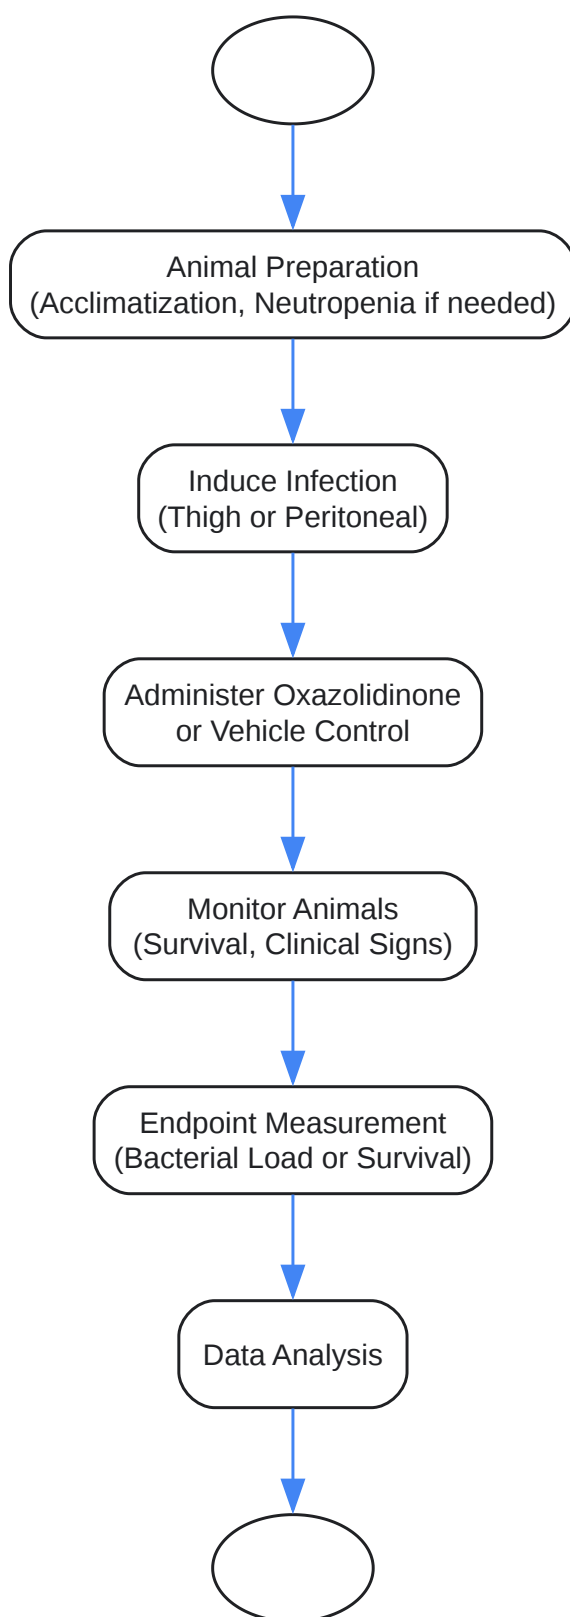 Animal Preparation
(Acclimatization, Neutropenia if needed)
Induce Infection
(Thigh or Peritoneal)
Administer Oxazolidinone
or Vehicle Control
Monitor Animals
(Survival, Clinical Signs)
Endpoint Measurement
(Bacterial Load or Survival)
Data Analysis